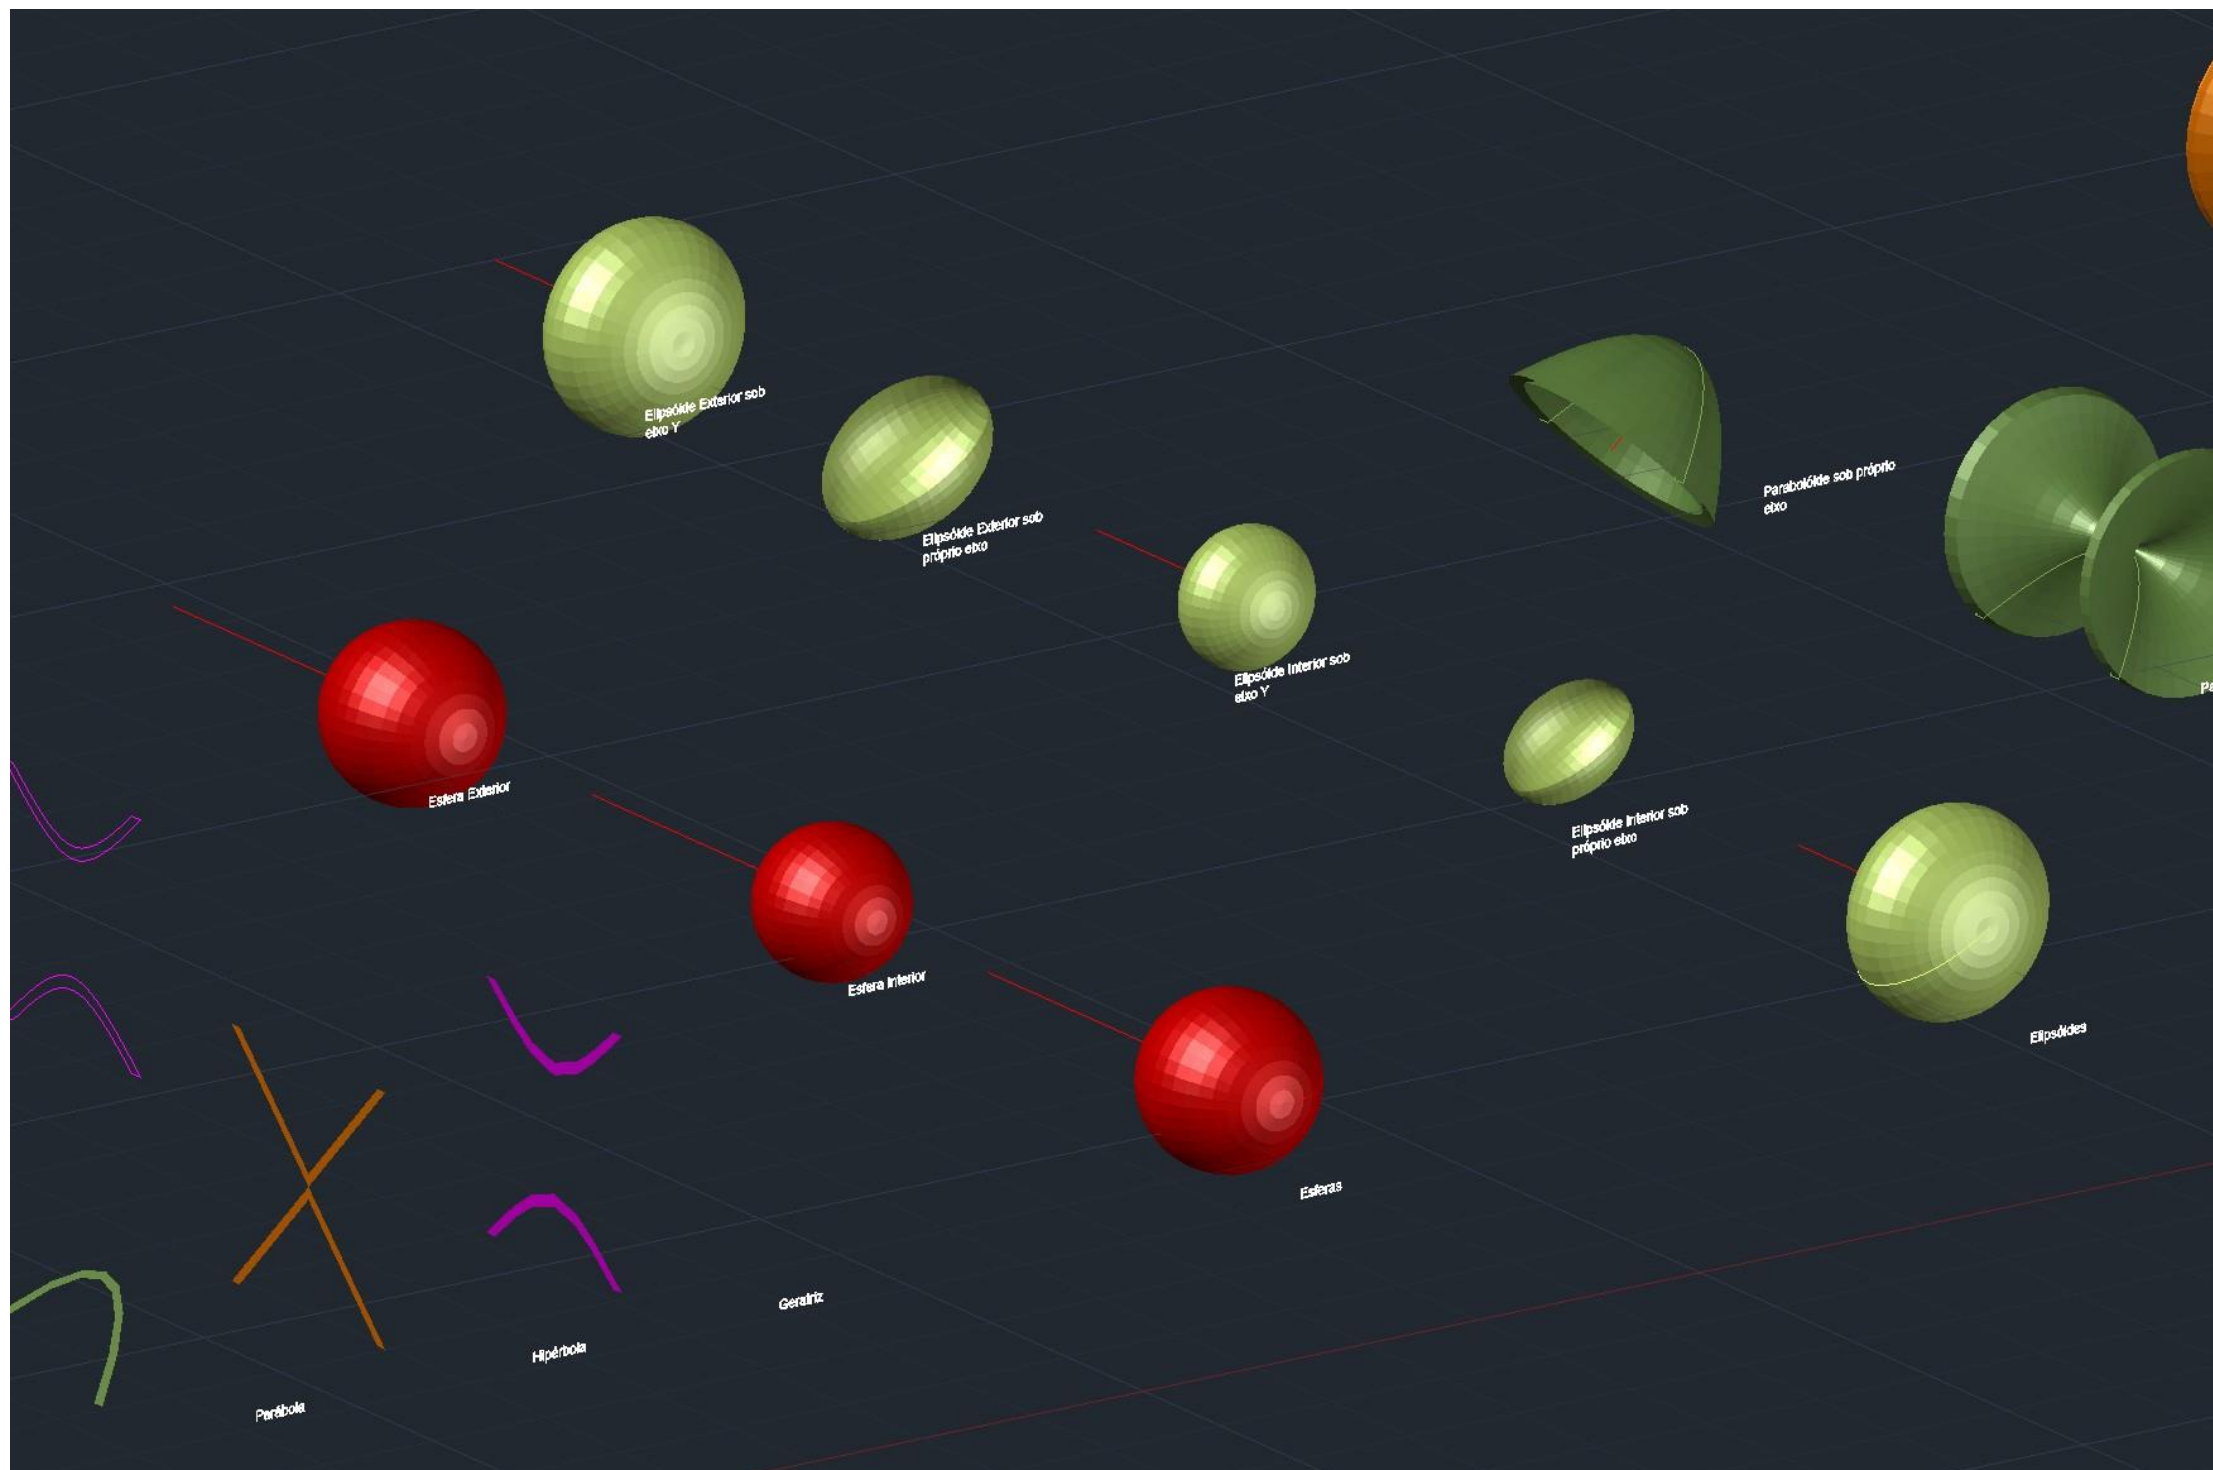 Elipsóide Exterior sob
eixo Y
Elipsóide Exterior sob
próprio eixo
Parabolóide sob próprio
eixo
Elipsóide Interior sob
eixo Y
Esfera Exterior
Elipsóide Interior sob
próprio eixo
Esfera Interior
Elipsóides
Esferas
Geratriz
Hipérbola
Parábola